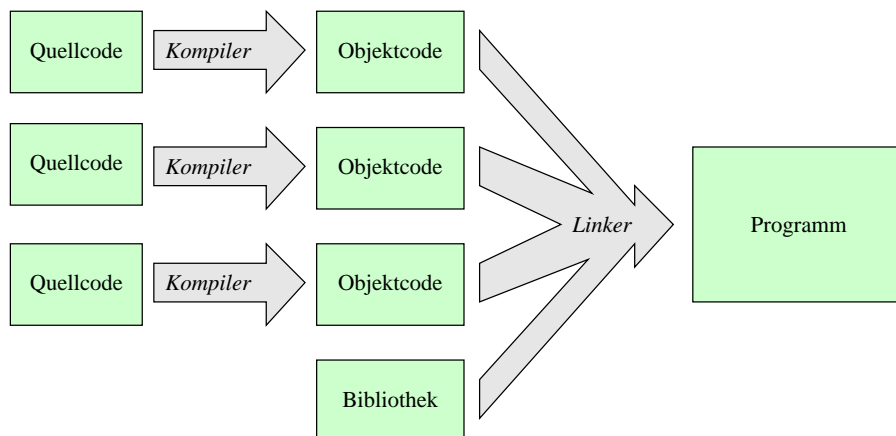 Quellcode
Kompiler
Objektcode
Quellcode
Kompiler
Objektcode
Linker
Programm
Quellcode
Kompiler
Objektcode
Bibliothek